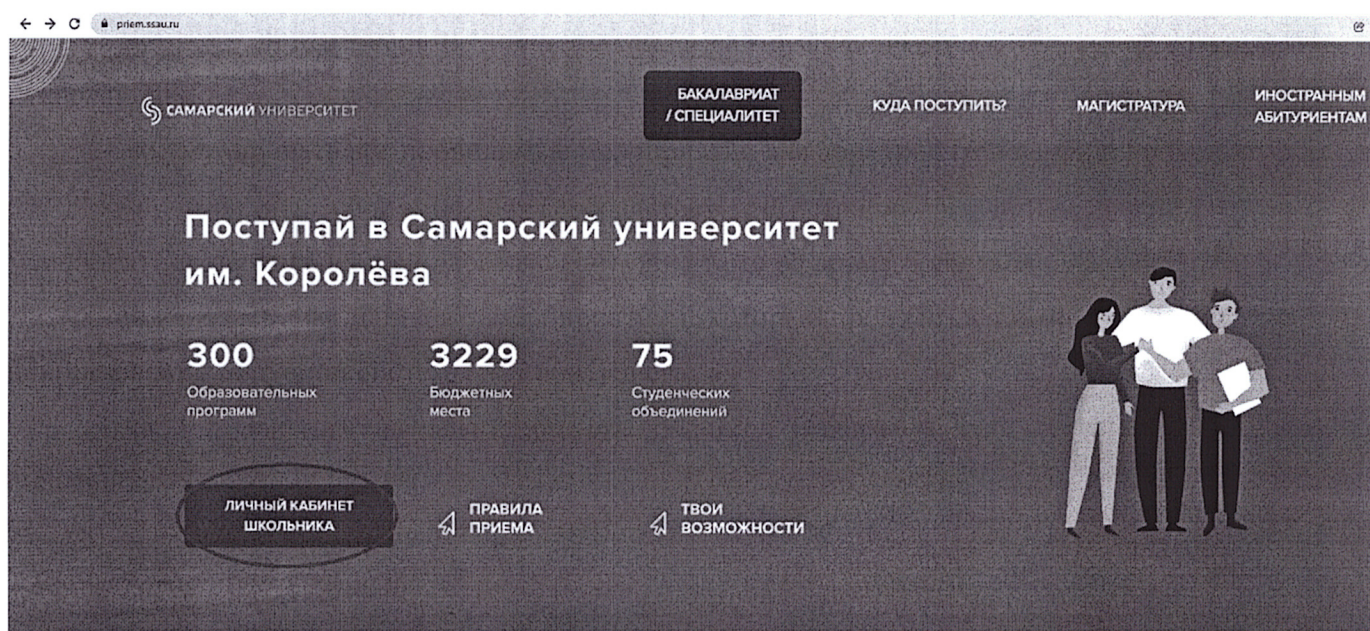 priem.ssau.ru
САМАРСКИЙ УНИВЕРСИТЕТ
БАКАЛАВРИАТ
/ СПЕЦИАЛИТЕТ
КУДА ПОСТУПИТЬ?
МАГИСТРАТУРА
ИНОСТРАННЫМ
АБИТУРИЕНТАМ
Поступай в Самарский университет
им. Королёва
300
Образовательных
программ
3229
Бюджетных
места
75
Студенческих
объединений
ЛИЧНЫЙ КАБИНЕТ
ШКОЛЬНИКА
ПРАВИЛА
ПРИЕМА
ТВОИ
ВОЗМОЖНОСТИ